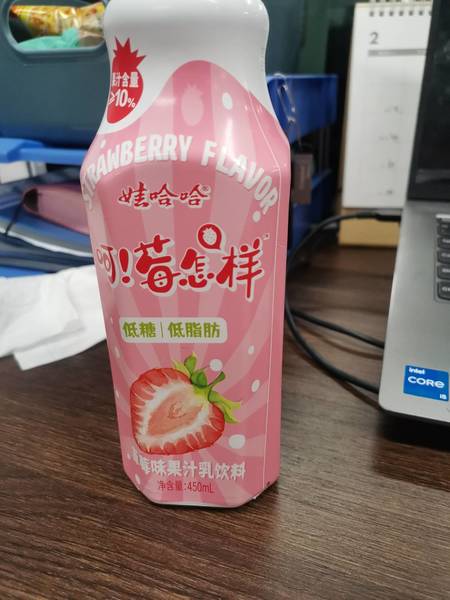 果汁含量
≥10%
STRAWBERRY FLAVOR
娃哈哈®
呵!莓怎样
低糖|低脂肪
草莓味果汁乳饮料
净含量:450mL
2
intel
CORE
i5